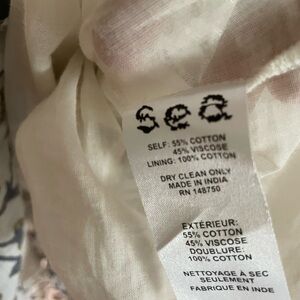 sea
SELF: 55% COTTON
45% VISCOSE
LINING: 100% COTTON
DRY CLEAN ONLY
MADE IN INDIA
RN 148750
EXTÉRIEUR:
55% COTTON
45% VISCOSE
DOUBLURE:
100% COTTON
NETTOYAGE À SEC
SEULEMENT
FABRIQUE EN INDE